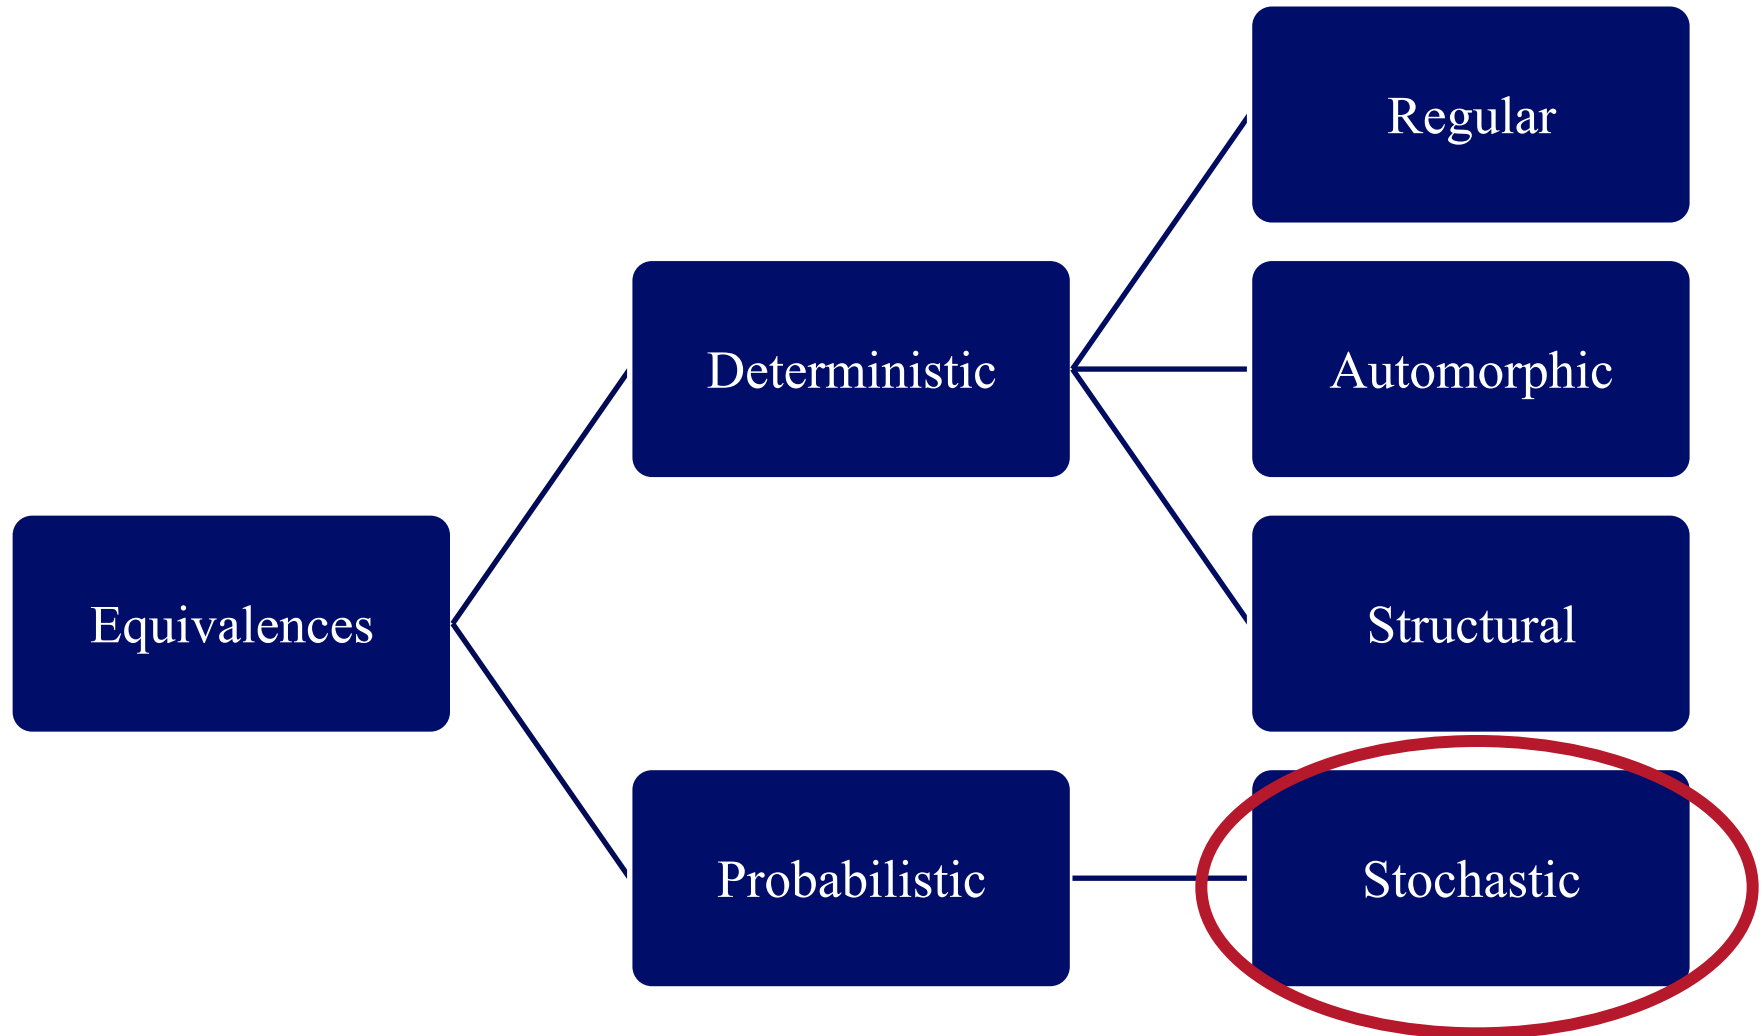 Regular
Deterministic
Automorphic
Equivalences
Structural
Probabilistic
Stochastic